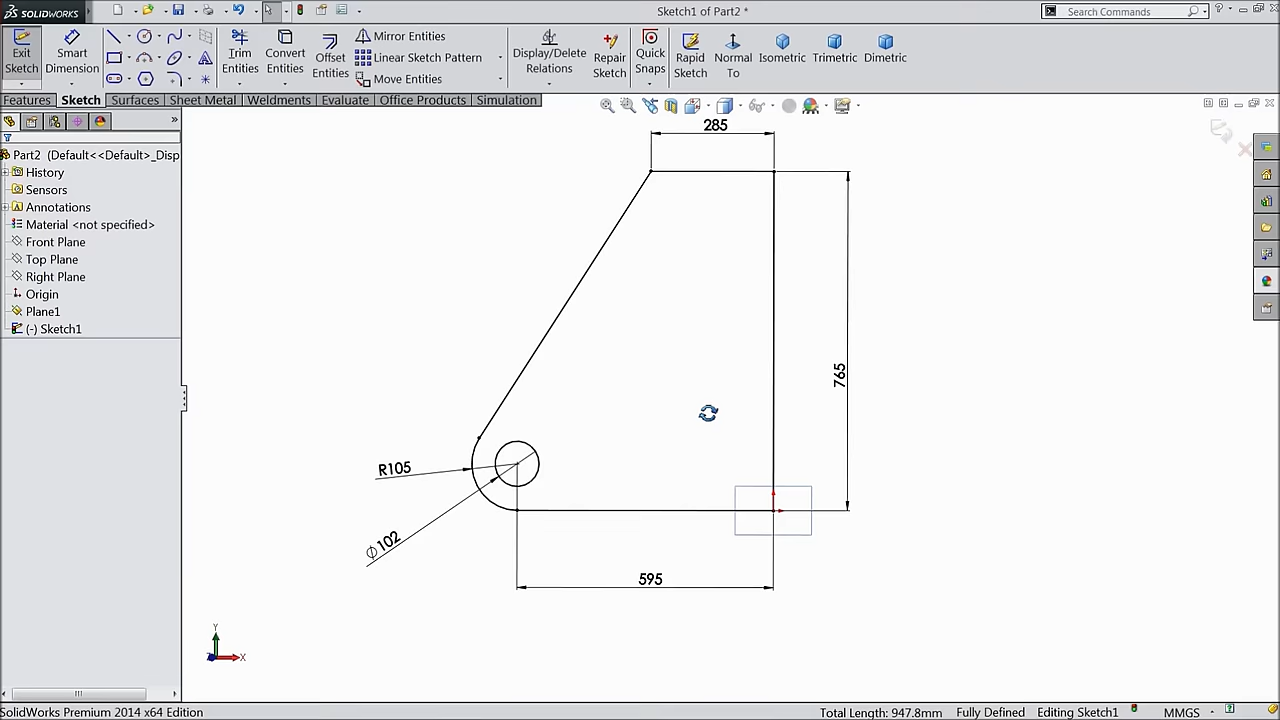 SOLIDWORKS
Sketch1 of Part2 *
Search Commands
Exit Sketch
Smart Dimension
Trim Entities
Convert Entities
Offset Entities
Mirror Entities
Linear Sketch Pattern
Move Entities
Display/Delete Relations
Repair Sketch
Quick Snaps
Rapid Sketch
Normal To
Isometric
Trimetric
Dimetric
Features
Sketch
Surfaces
Sheet Metal
Weldments
Evaluate
Office Products
Simulation
Part2 (Default<<Default>_Disp
History
Sensors
Annotations
Material <not specified>
Front Plane
Top Plane
Right Plane
Origin
Plane1
(-) Sketch1
285
765
R105
∅102
595
Y
X
Z
SolidWorks Premium 2014 x64 Edition
Total Length: 947.8mm
Fully Defined
Editing Sketch1
MMGS